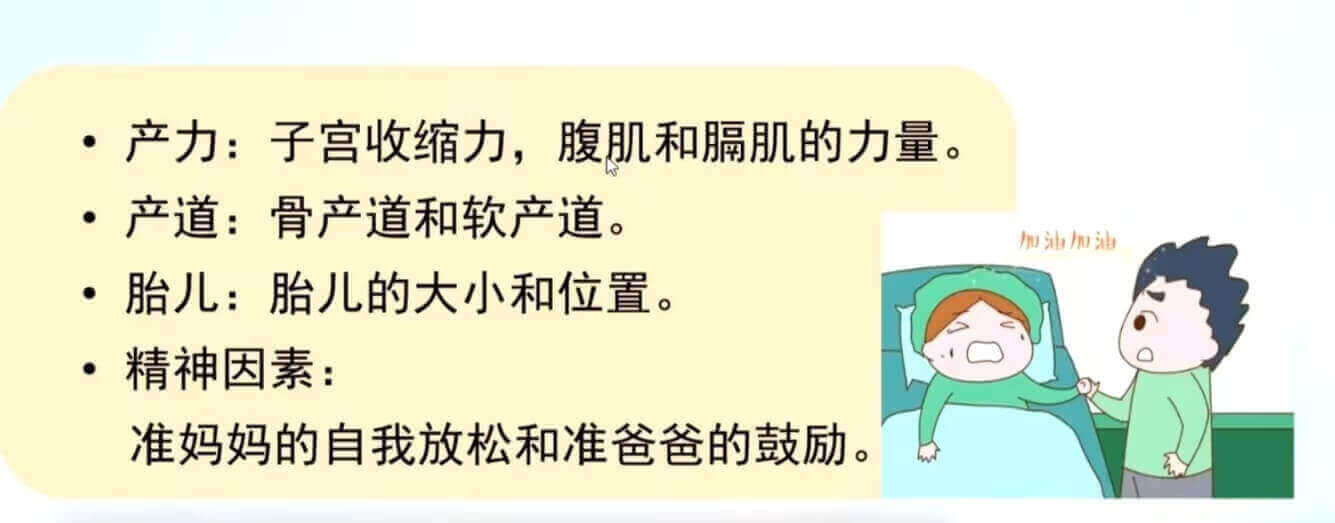 • 产力：子宫收缩力，腹肌和膈肌的力量。
• 产道：骨产道和软产道。
• 胎儿：胎儿的大小和位置。
• 精神因素：
准妈妈的自我放松和准爸爸的鼓励。
加油加油